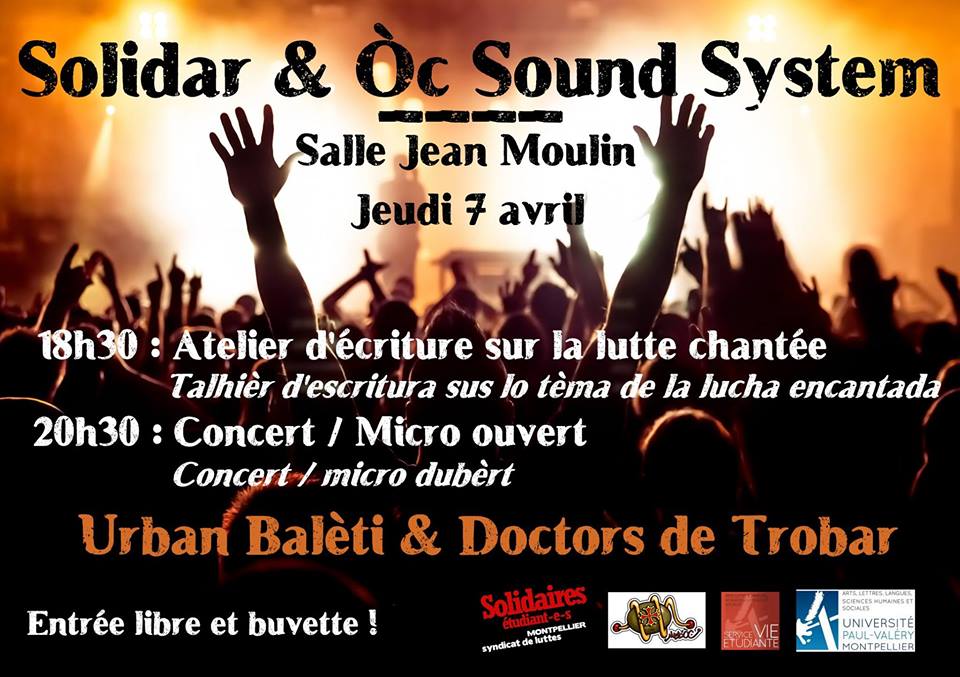 Solidar & Òc Sound System
Salle Jean Moulin
Jeudi 7 avril
18h30 : Atelier d'écriture sur la lutte chantée
Talhièr d'escritura sus lo tèma de la lucha encantada
20h30 : Concert / Micro ouvert
Concert / micro dubèrt
Urban Balèti & Doctors de Trobar
Entrée libre et buvette !
Solidaires
étudiant-e-s
MONTPELLIER
syndicat de luttes
SERVICE VIE
ETUDIANTE
ARTS, LETTRES, LANGUES,
SCIENCES HUMAINES ET
SOCIALES
UNIVERSITÉ
PAUL-VALÉRY
MONTPELLIER